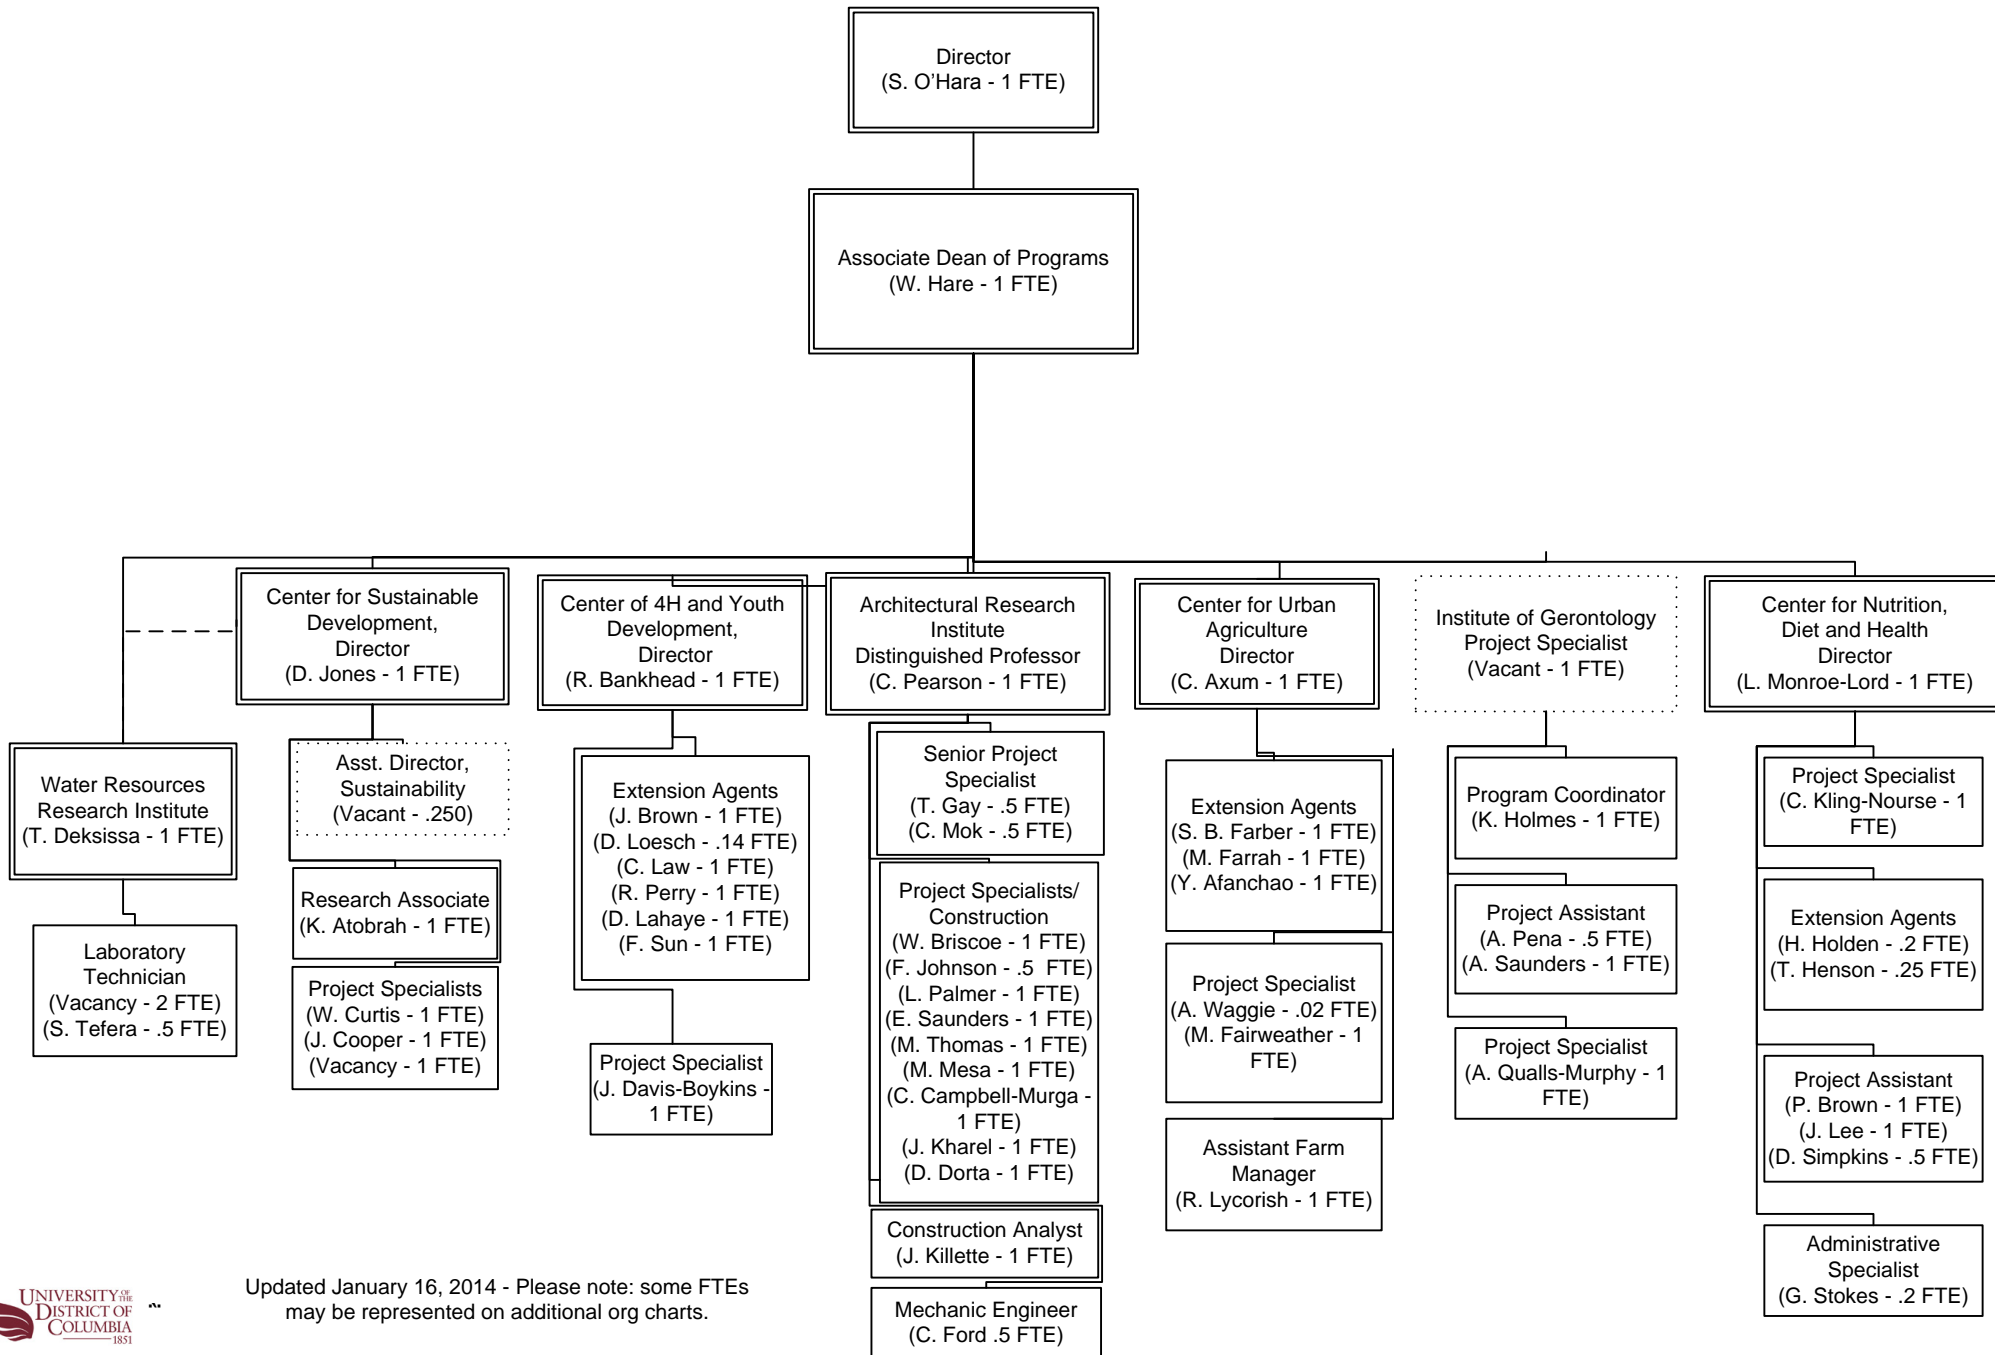 Director
(S. O'Hara - 1 FTE)
Associate Dean of Programs
(W. Hare - 1 FTE)
Center for Sustainable
Development,
Director
(D. Jones - 1 FTE)
Center of 4H and Youth
Development,
Director
(R. Bankhead - 1 FTE)
Architectural Research
Institute
Distinguished Professor
(C. Pearson - 1 FTE)
Center for Urban
Agriculture
Director
(C. Axum - 1 FTE)
Institute of Gerontology
Project Specialist
(Vacant - 1 FTE)
Center for Nutrition,
Diet and Health
Director
(L. Monroe-Lord - 1 FTE)
Water Resources
Research Institute
(T. Deksissa - 1 FTE)
Laboratory
Technician
(Vacancy - 2 FTE)
(S. Tefera - .5 FTE)
Asst. Director,
Sustainability
(Vacant - .250)
Research Associate
(K. Atobrah - 1 FTE)
Project Specialists
(W. Curtis - 1 FTE)
(J. Cooper - 1 FTE)
(Vacancy - 1 FTE)
Extension Agents
(J. Brown - 1 FTE)
(D. Loesch - .14 FTE)
(C. Law - 1 FTE)
(R. Perry - 1 FTE)
(D. Lahaye - 1 FTE)
(F. Sun - 1 FTE)
Project Specialist
(J. Davis-Boykins -
1 FTE)
Senior Project
Specialist
(T. Gay - .5 FTE)
(C. Mok - .5 FTE)
Project Specialists/
Construction
(W. Briscoe - 1 FTE)
(F. Johnson - .5 FTE)
(L. Palmer - 1 FTE)
(E. Saunders - 1 FTE)
(M. Thomas - 1 FTE)
(M. Mesa - 1 FTE)
(C. Campbell-Murga -
1 FTE)
(J. Kharel - 1 FTE)
(D. Dorta - 1 FTE)
Construction Analyst
(J. Killette - 1 FTE)
Mechanic Engineer
(C. Ford .5 FTE)
Extension Agents
(S. B. Farber - 1 FTE)
(M. Farrah - 1 FTE)
(Y. Afanchao - 1 FTE)
Project Specialist
(A. Waggie - .02 FTE)
(M. Fairweather - 1
FTE)
Assistant Farm
Manager
(R. Lycorish - 1 FTE)
Program Coordinator
(K. Holmes - 1 FTE)
Project Assistant
(A. Pena - .5 FTE)
(A. Saunders - 1 FTE)
Project Specialist
(A. Qualls-Murphy - 1
FTE)
Project Specialist
(C. Kling-Nourse - 1
FTE)
Extension Agents
(H. Holden - .2 FTE)
(T. Henson - .25 FTE)
Project Assistant
(P. Brown - 1 FTE)
(J. Lee - 1 FTE)
(D. Simpkins - .5 FTE)
Administrative
Specialist
(G. Stokes - .2 FTE)
UNIVERSITY OF THE
DISTRICT OF
COLUMBIA
1851
Updated January 16, 2014 - Please note: some FTEs
may be represented on additional org charts.